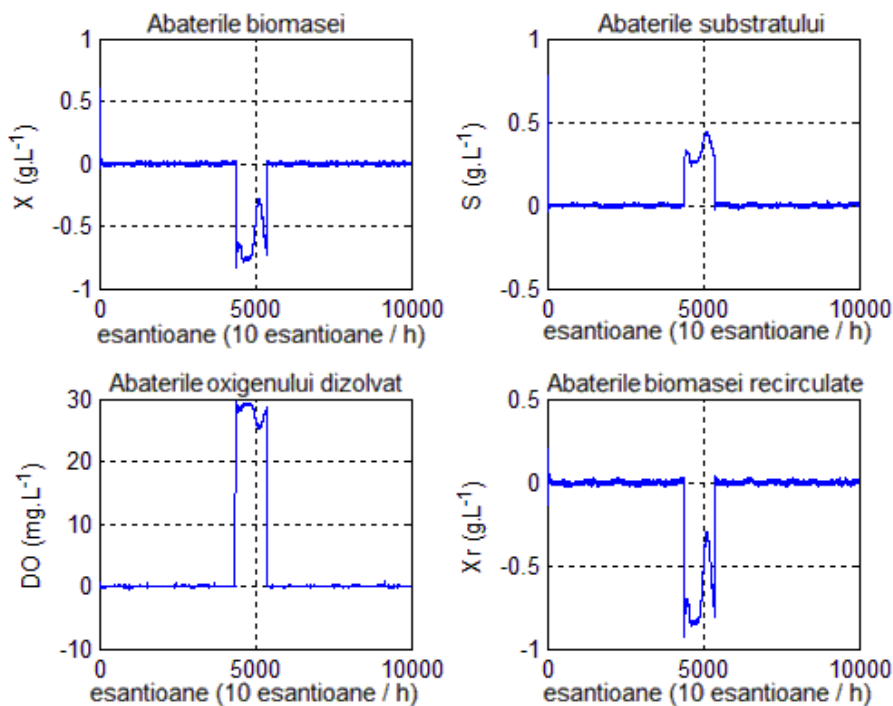 Abaterile biomasei
1
0.5
0
-0.5
-1
X (g.L-1)
0 5000 10000
esantioane (10 esantioane / h)
Abaterile substratului
1
0.5
0
-0.5
S (g.L-1)
0 5000 10000
esantioane (10 esantioane / h)
Abaterile oxigenului dizolvat
30
20
10
0
-10
DO (mg.L-1)
0 5000 10000
esantioane (10 esantioane / h)
Abaterile biomasei recirculate
0.5
0
-0.5
-1
Xr (g.L-1)
0 5000 10000
esantioane (10 esantioane / h)